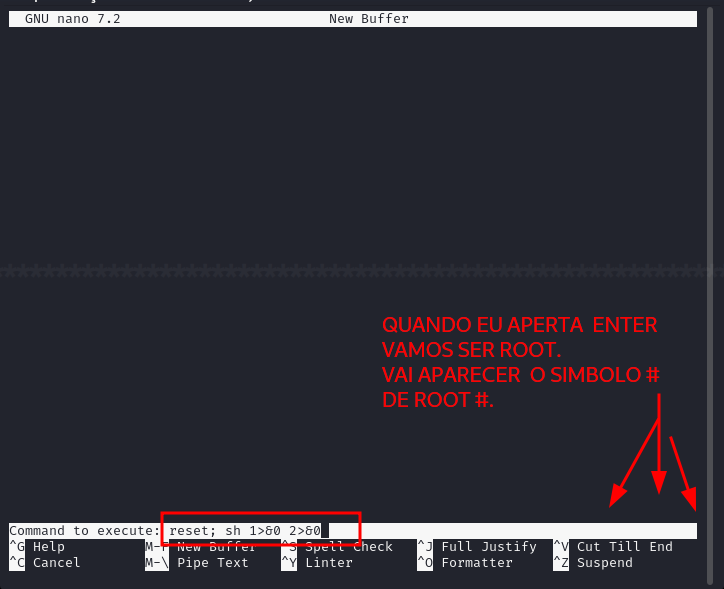 GNU nano 7.2 New Buffer
QUANDO EU APERTA ENTER
VAMOS SER ROOT.
VAI APARECER O SIMBOLO #
DE ROOT #.
Command to execute: reset; sh 1>&0 2>&0
^G Help M-F New Buffer ^S Spell Check ^J Full Justify ^V Cut Till End
^C Cancel M-\ Pipe Text ^Y Linter ^O Formatter ^Z Suspend